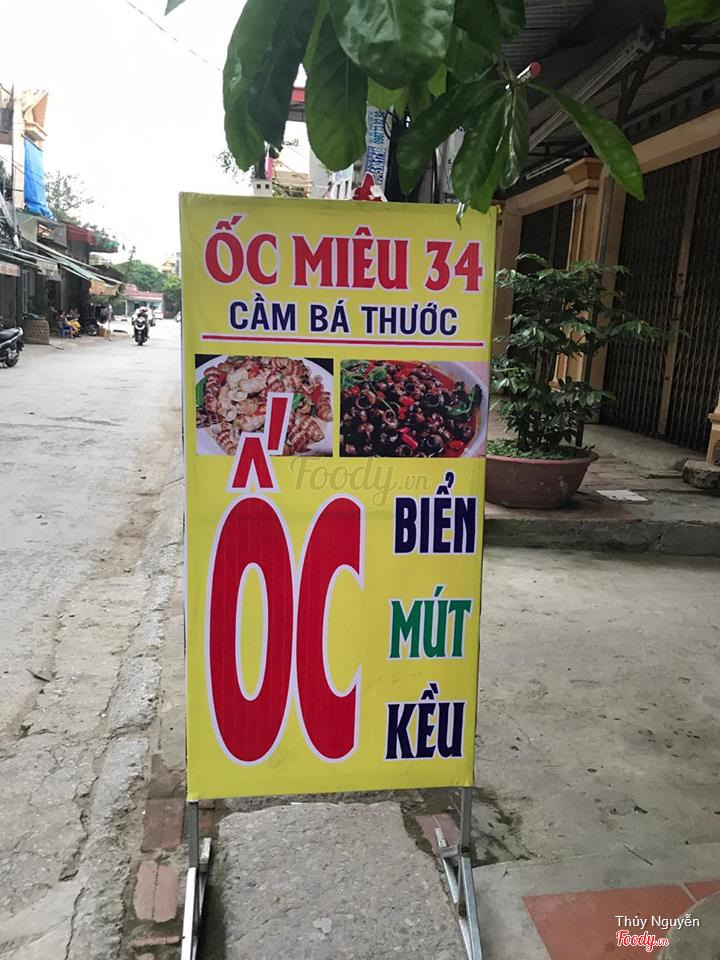 ỐC MIÊU 34
CẦM BÁ THƯỚC
Foody.vn
ỐC
BIỂN
MÚT
KỀU
Thủy Nguyễn
Foody.vn